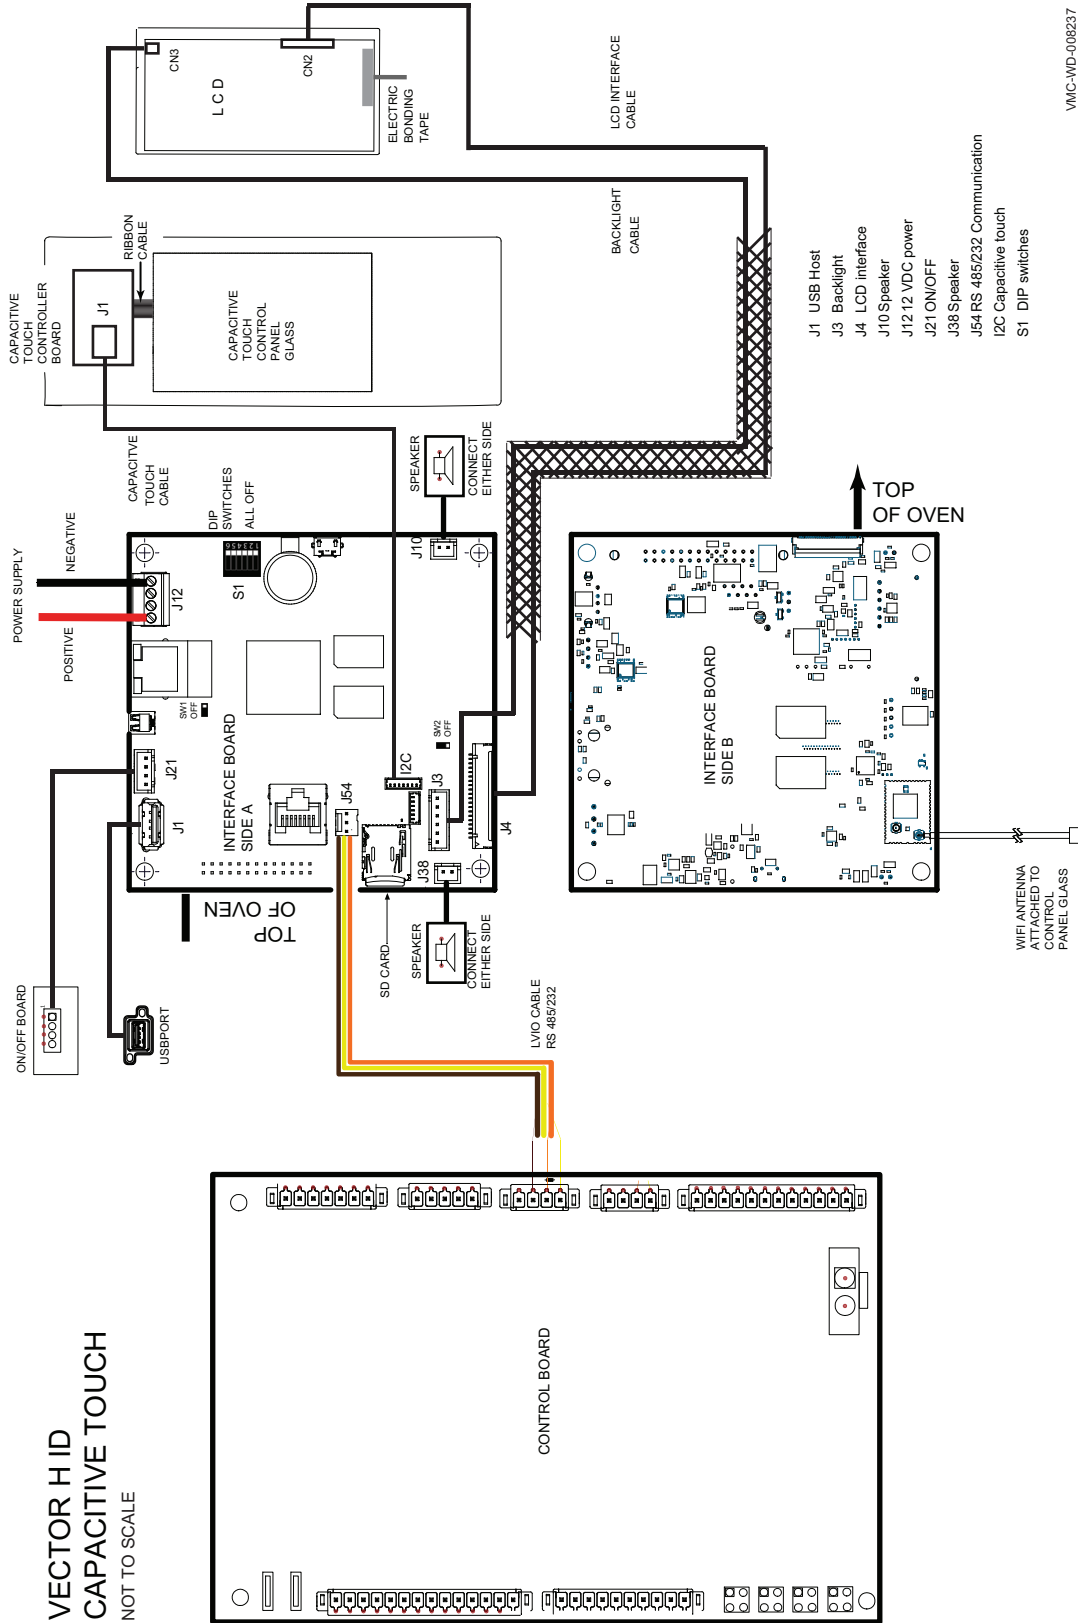 VECTOR H ID
CAPACITIVE TOUCH
NOT TO SCALE
CONTROL BOARD
ON/OFF BOARD
USBPORT
LVIO CABLE
RS 485/232
POWER SUPPLY
POSITIVE
NEGATIVE
TOP
OF OVEN
INTERFACE BOARD
SIDE A
J1
J21
J12
SW1
OFF
S1
1 2 3 4 5 6
DIP
SWITCHES
ALL OFF
J54
I2C
J3
SW2
OFF
J4
J38
J10
SD CARD
SPEAKER
CONNECT
EITHER SIDE
SPEAKER
CONNECT
EITHER SIDE
CAPACITVE
TOUCH
CABLE
CAPACITIVE
TOUCH
CONTROLLER
BOARD
J1
RIBBON
CABLE
CAPACITIVE
TOUCH
CONTROL
PANEL
GLASS
LCD
CN3
CN2
ELECTRIC
BONDING
TAPE
LCD INTERFACE
CABLE
BACKLIGHT
CABLE
INTERFACE BOARD
SIDE B
TOP
OF OVEN
WIFI ANTENNA
ATTACHED TO
CONTROL
PANEL GLASS
J1 USB Host
J3 Backlight
J4 LCD interface
J10 Speaker
J12 12 VDC power
J21 ON/OFF
J38 Speaker
J54 RS 485/232 Communication
I2C Capacitive touch
S1 DIP switches
VMC-WD-008237